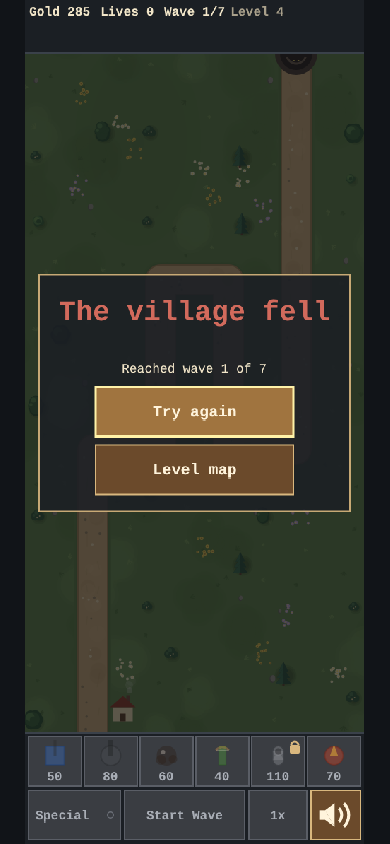 Gold 285 Lives 0 Wave 1/7 Level 4
The village fell
Reached wave 1 of 7
Try again
Level map
50 80 60 40 110 70
Special Start Wave 1x